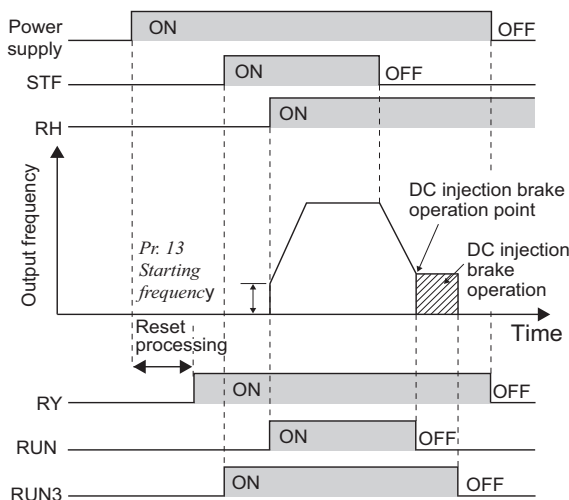 Power
supply
ON
OFF
STF
ON
OFF
RH
ON
Output frequency
Pr. 13
Starting
frequency
DC injection brake
operation point
DC injection
brake
operation
Time
Reset
processing
RY
ON
OFF
RUN
ON
OFF
RUN3
ON
OFF